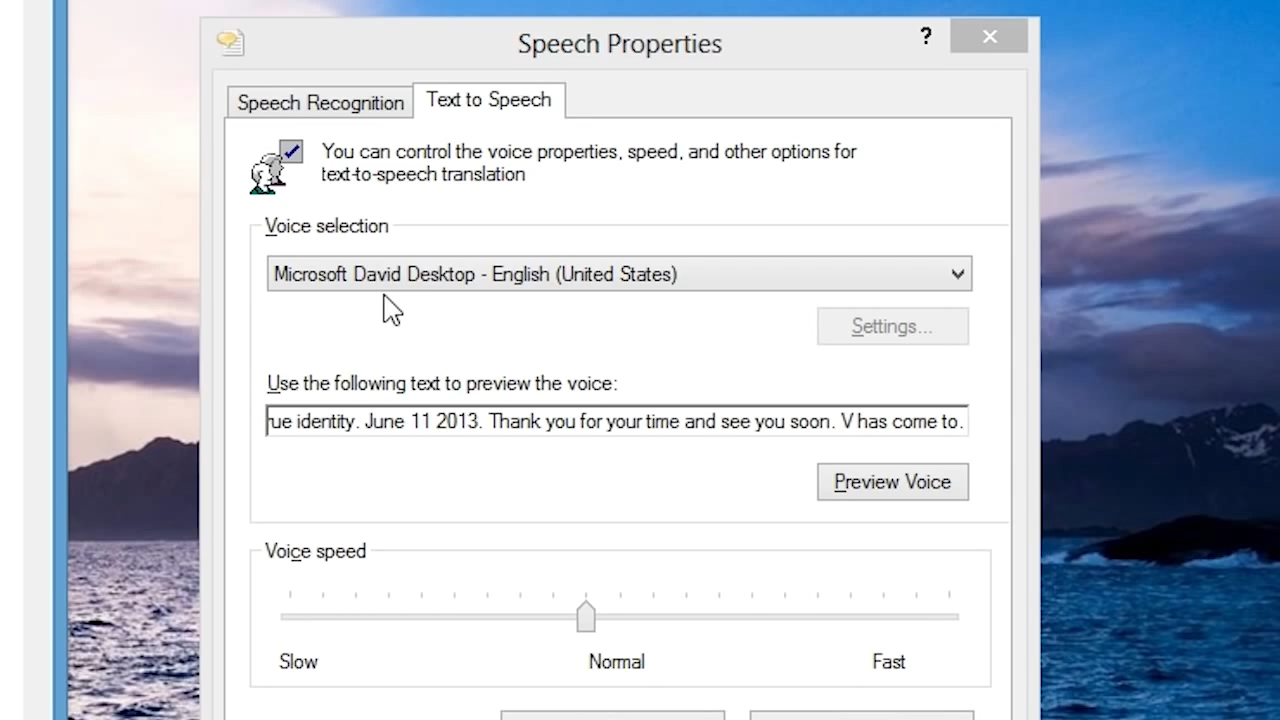 Speech Properties
?
Speech Recognition
Text to Speech
You can control the voice properties, speed, and other options for
text-to-speech translation
Voice selection
Microsoft David Desktop - English (United States)
Settings...
Use the following text to preview the voice:
identity. June 11 2013. Thank you for your time and see you soon. V has come to.
Preview Voice
Voice speed
Slow
Normal
Fast